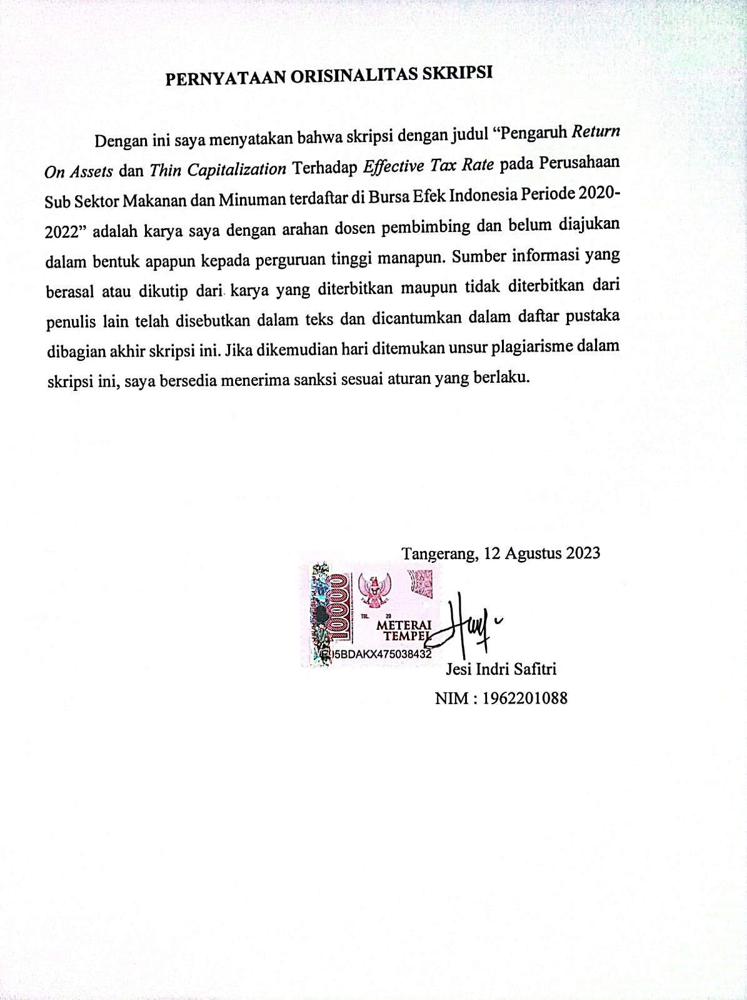 PERNYATAAN ORISINALITAS SKRIPSI
Dengan ini saya menyatakan bahwa skripsi dengan judul “Pengaruh Return
On Assets dan Thin Capitalization Terhadap Effective Tax Rate pada Perusahaan
Sub Sektor Makanan dan Minuman terdaftar di Bursa Efek Indonesia Periode 2020-
2022” adalah karya saya dengan arahan dosen pembimbing dan belum diajukan
dalam bentuk apapun kepada perguruan tinggi manapun. Sumber informasi yang
berasal atau dikutip dari karya yang diterbitkan maupun tidak diterbitkan dari
penulis lain telah disebutkan dalam teks dan dicantumkan dalam daftar pustaka
dibagian akhir skripsi ini. Jika dikemudian hari ditemukan unsur plagiarisme dalam
skripsi ini, saya bersedia menerima sanksi sesuai aturan yang berlaku.
Tangerang, 12 Agustus 2023
10000
TGL. 20
METERAI
TEMPEL
5BDAKX475038432
Jesi Indri Safitri
NIM : 1962201088